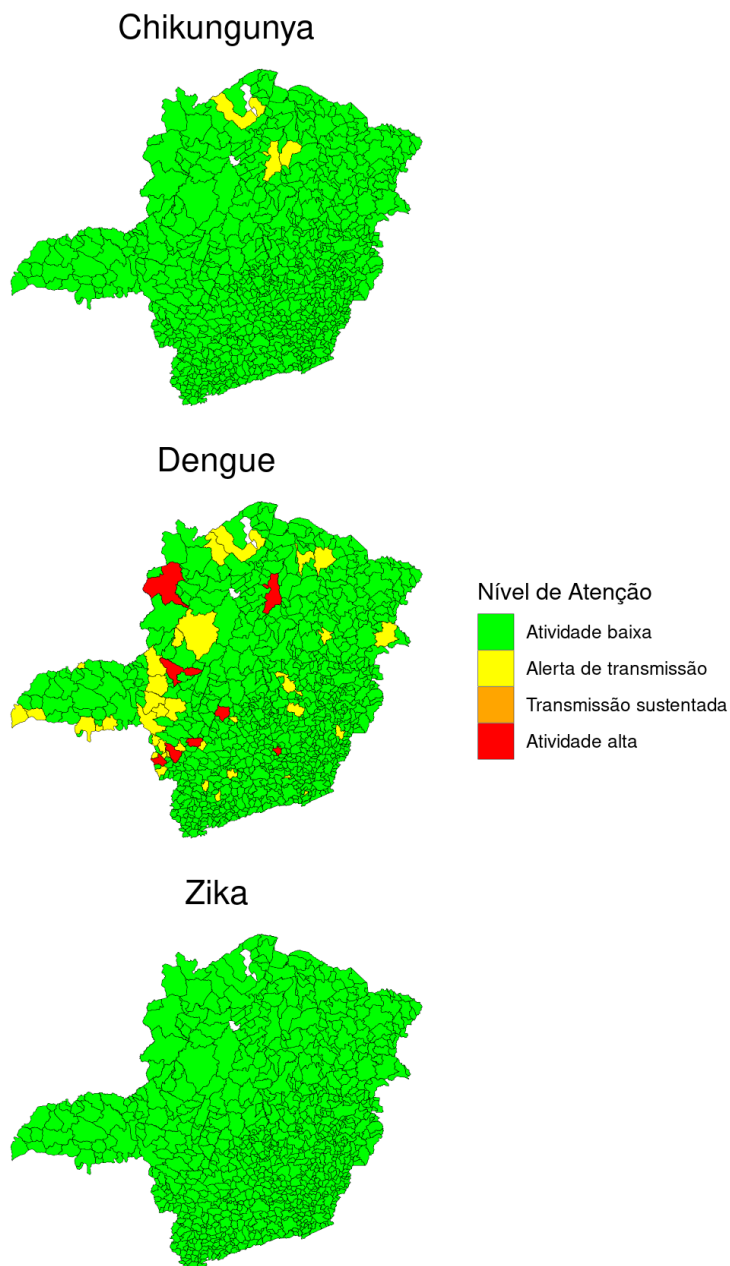 Chikungunya
Dengue
Nível de Atenção
Atividade baixa
Alerta de transmissão
Transmissão sustentada
Atividade alta
Zika